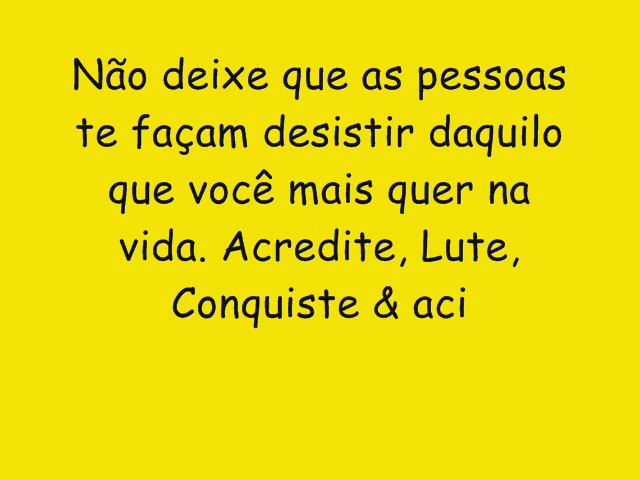 Não deixe que as pessoas
te façam desistir daquilo
que você mais quer na
vida. Acredite, Lute,
Conquiste & aci